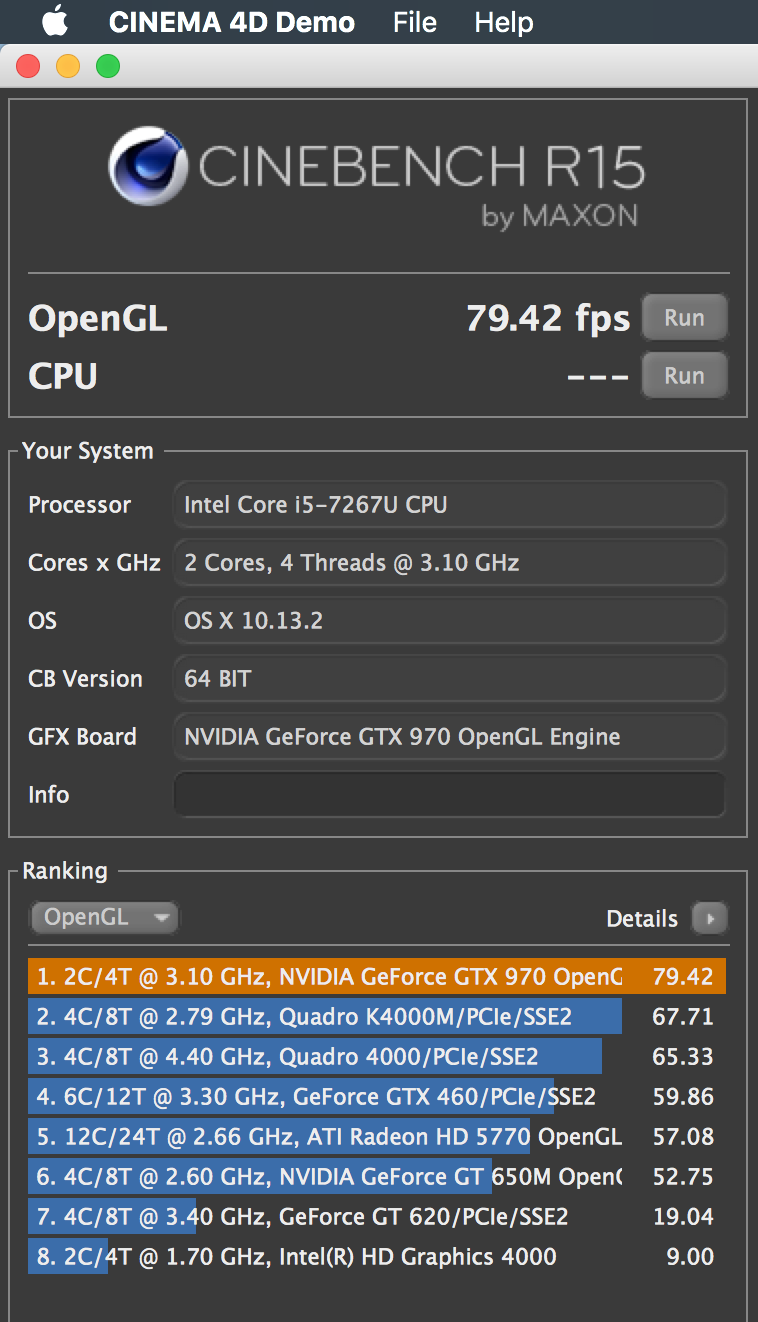 CINEMA 4D Demo File Help
CINEBENCH R15
by MAXON
OpenGL 79.42 fps Run
CPU --- Run
Your System
Processor Intel Core i5-7267U CPU
Cores x GHz 2 Cores, 4 Threads @ 3.10 GHz
OS OS X 10.13.2
CB Version 64 BIT
GFX Board NVIDIA GeForce GTX 970 OpenGL Engine
Info
Ranking
OpenGL Details
1. 2C/4T @ 3.10 GHz, NVIDIA GeForce GTX 970 OpenG 79.42
2. 4C/8T @ 2.79 GHz, Quadro K4000M/PCIe/SSE2 67.71
3. 4C/8T @ 4.40 GHz, Quadro 4000/PCIe/SSE2 65.33
4. 6C/12T @ 3.30 GHz, GeForce GTX 460/PCIe/SSE2 59.86
5. 12C/24T @ 2.66 GHz, ATI Radeon HD 5770 OpenGL 57.08
6. 4C/8T @ 2.60 GHz, NVIDIA GeForce GT 650M OpenG 52.75
7. 4C/8T @ 3.40 GHz, GeForce GT 620/PCIe/SSE2 19.04
8. 2C/4T @ 1.70 GHz, Intel(R) HD Graphics 4000 9.00